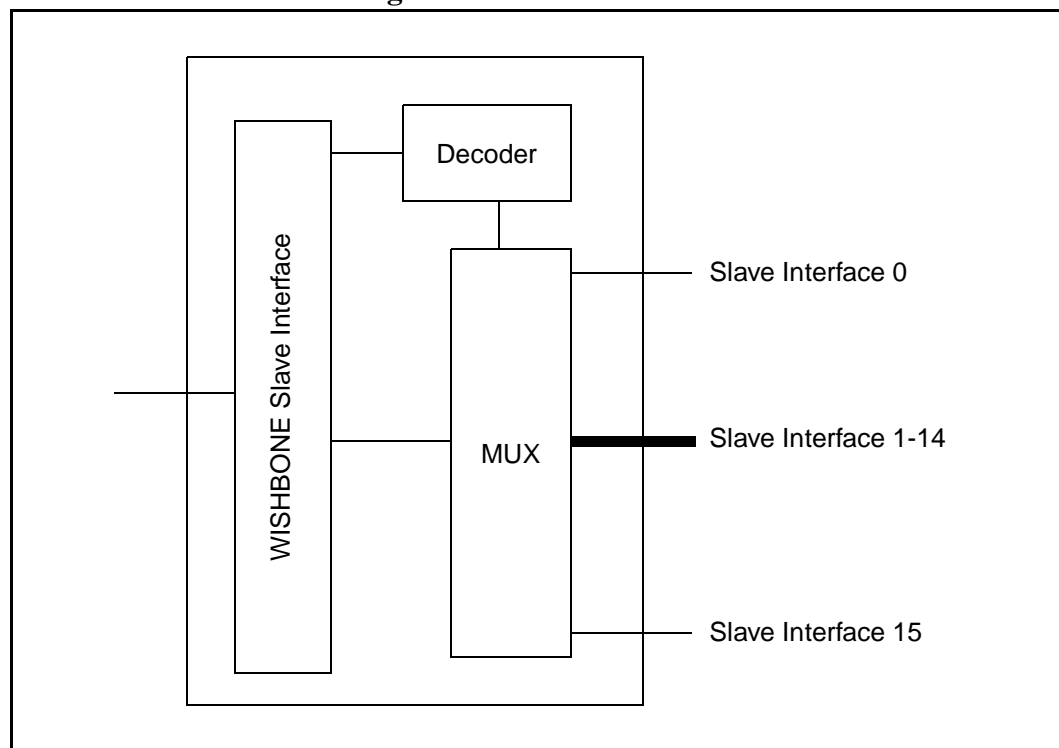 Decoder
WISHBONE Slave Interface
MUX
Slave Interface 0
Slave Interface 1-14
Slave Interface 15